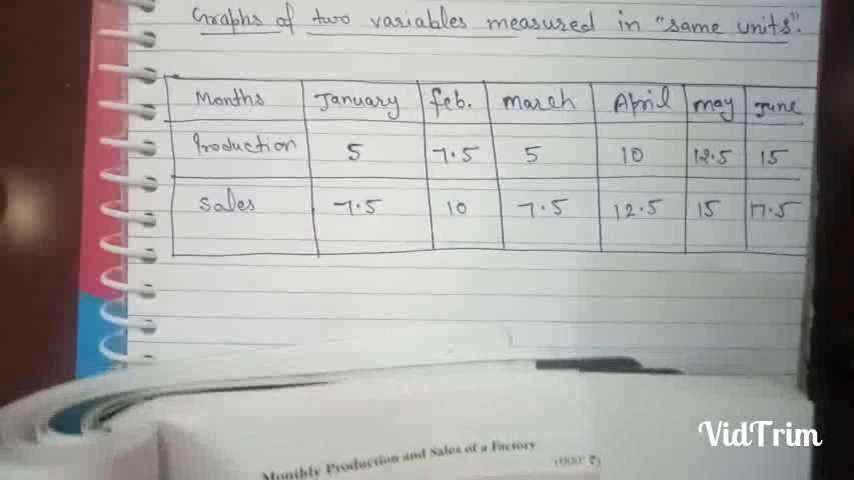 Graphs of two variables measured in "same units".
Months January feb. march April may June
Production 5 7.5 5 10 12.5 15
Sales 7.5 10 7.5 12.5 15 17.5
Monthly Production and Sales of a Factory
(000' ₹)
VidTrim